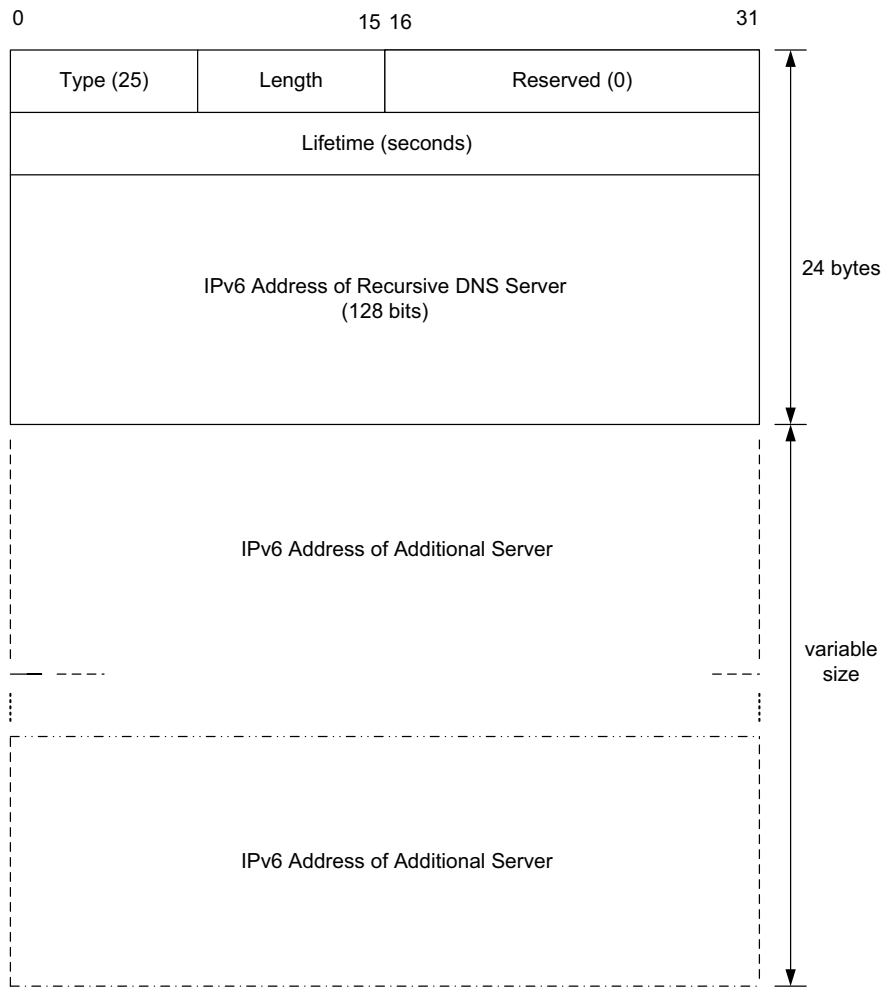 0 15 16 31
Type (25) Length Reserved (0)
Lifetime (seconds)
IPv6 Address of Recursive DNS Server
(128 bits)
24 bytes
IPv6 Address of Additional Server
variable
size
IPv6 Address of Additional Server